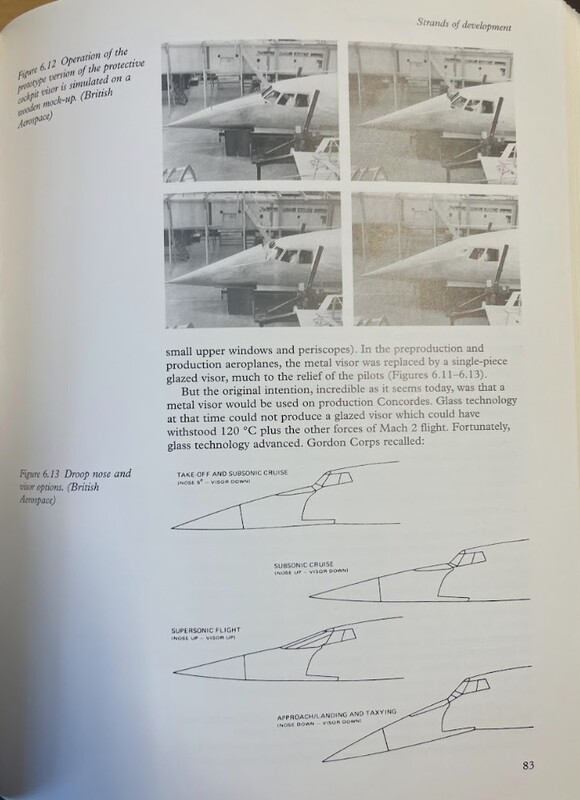 Strands of development
Figure 6.12 Operation of the
prototype version of the protective
cockpit visor is simulated on a
wooden mock-up. (British
Aerospace)
small upper windows and periscopes). In the preproduction and
production aeroplanes, the metal visor was replaced by a single-piece
glazed visor, much to the relief of the pilots (Figures 6.11–6.13).
But the original intention, incredible as it seems today, was that a
metal visor would be used on production Concordes. Glass technology
at that time could not produce a glazed visor which could have
withstood 120 °C plus the other forces of Mach 2 flight. Fortunately,
glass technology advanced. Gordon Corps recalled:
Figure 6.13 Droop nose and
visor options. (British
Aerospace)
TAKE-OFF AND SUBSONIC CRUISE
(NOSE 5° – VISOR DOWN)
SUBSONIC CRUISE
(NOSE UP – VISOR DOWN)
SUPERSONIC FLIGHT
(NOSE UP – VISOR UP)
APPROACH/LANDING AND TAXYING
(NOSE DOWN – VISOR DOWN)
83